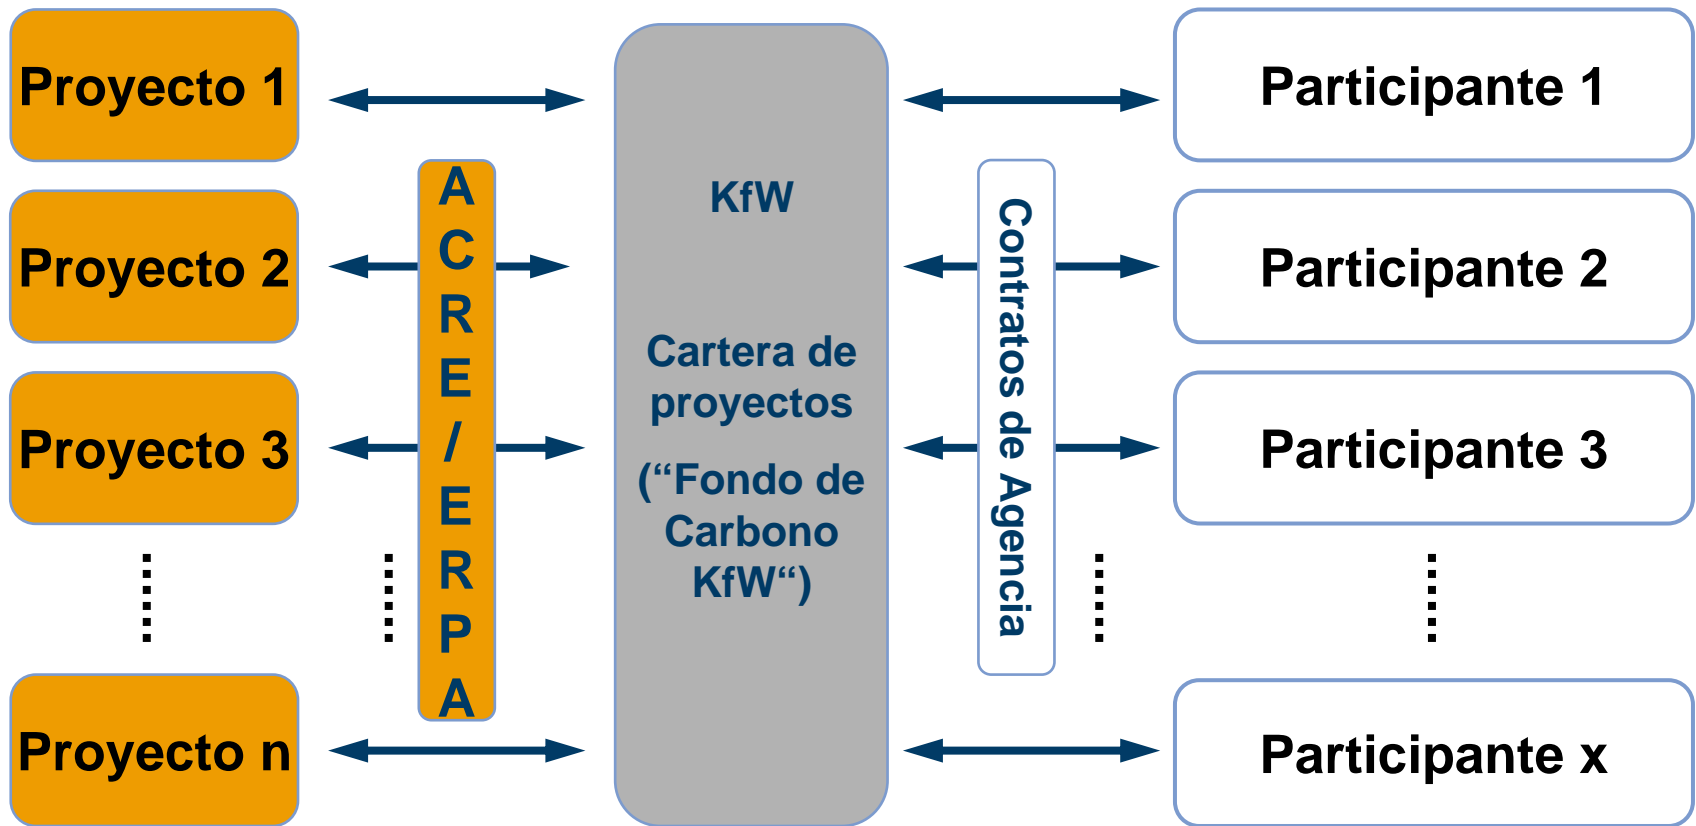 Proyecto 1
Proyecto 2
Proyecto 3
Proyecto n
ACRE/ERPA
KfW
Cartera de
proyectos
(“Fondo de
Carbono
KfW“)
Contratos de Agencia
Participante 1
Participante 2
Participante 3
Participante x